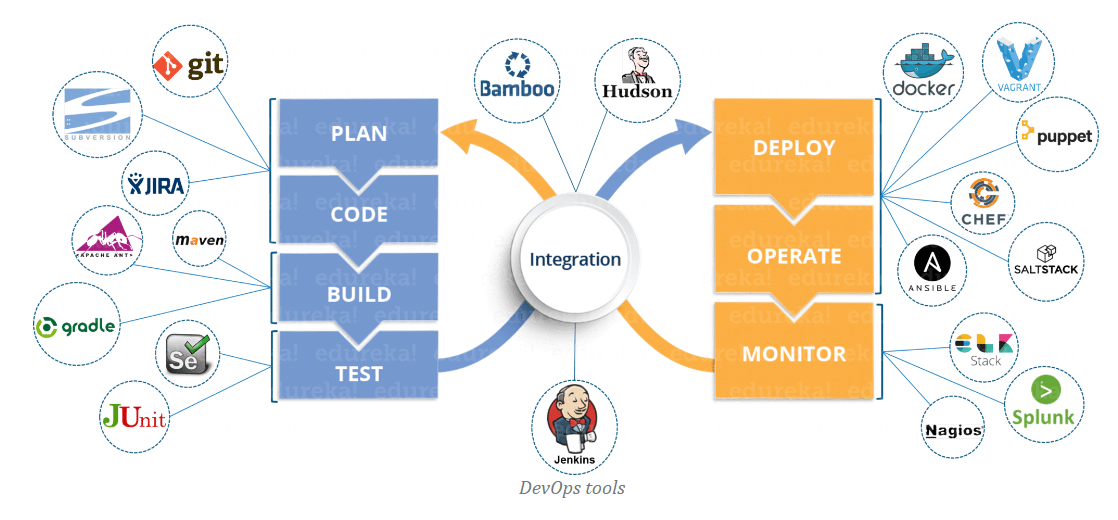 git
SUBVERSION
JIRA
APACHE ANT
maven
gradle
Se
JUnit
PLAN
CODE
BUILD
TEST
edureka!
Bamboo
Hudson
Integration
Jenkins
DEPLOY
OPERATE
MONITOR
docker
VAGRANT
puppet
CHEF
SALTSTACK
ANSIBLE
ELK
Stack
Splunk
Nagios
DevOps tools